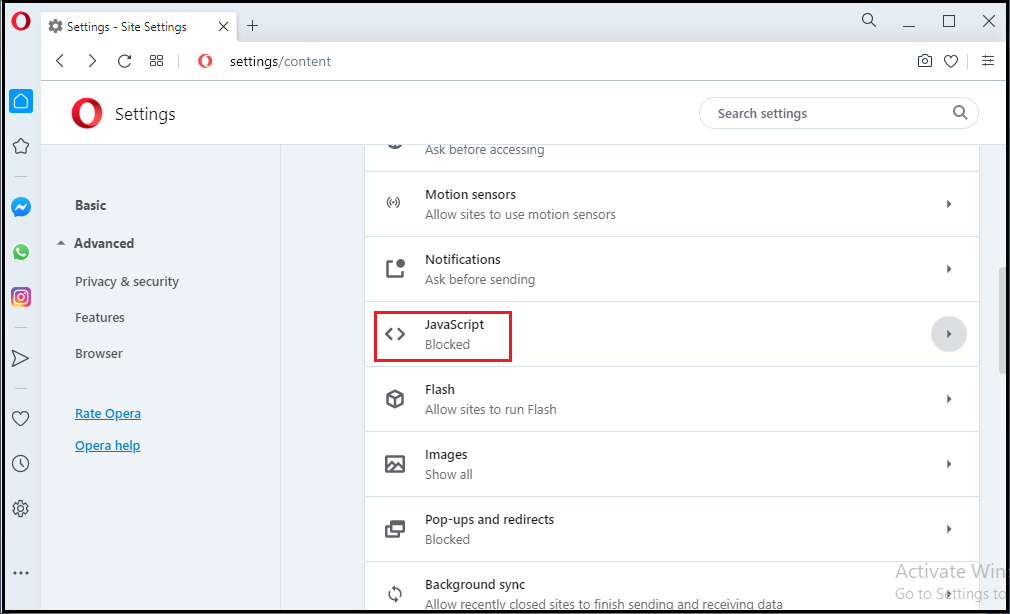 Settings - Site Settings
settings/content
Settings
Search settings
Basic
Advanced
Privacy & security
Features
Browser
Rate Opera
Opera help
Ask before accessing
Motion sensors
Allow sites to use motion sensors
Notifications
Ask before sending
JavaScript
Blocked
Flash
Allow sites to run Flash
Images
Show all
Pop-ups and redirects
Blocked
Background sync
Allow recently closed sites to finish sending and receiving data
Activate Win
Go to Settings to